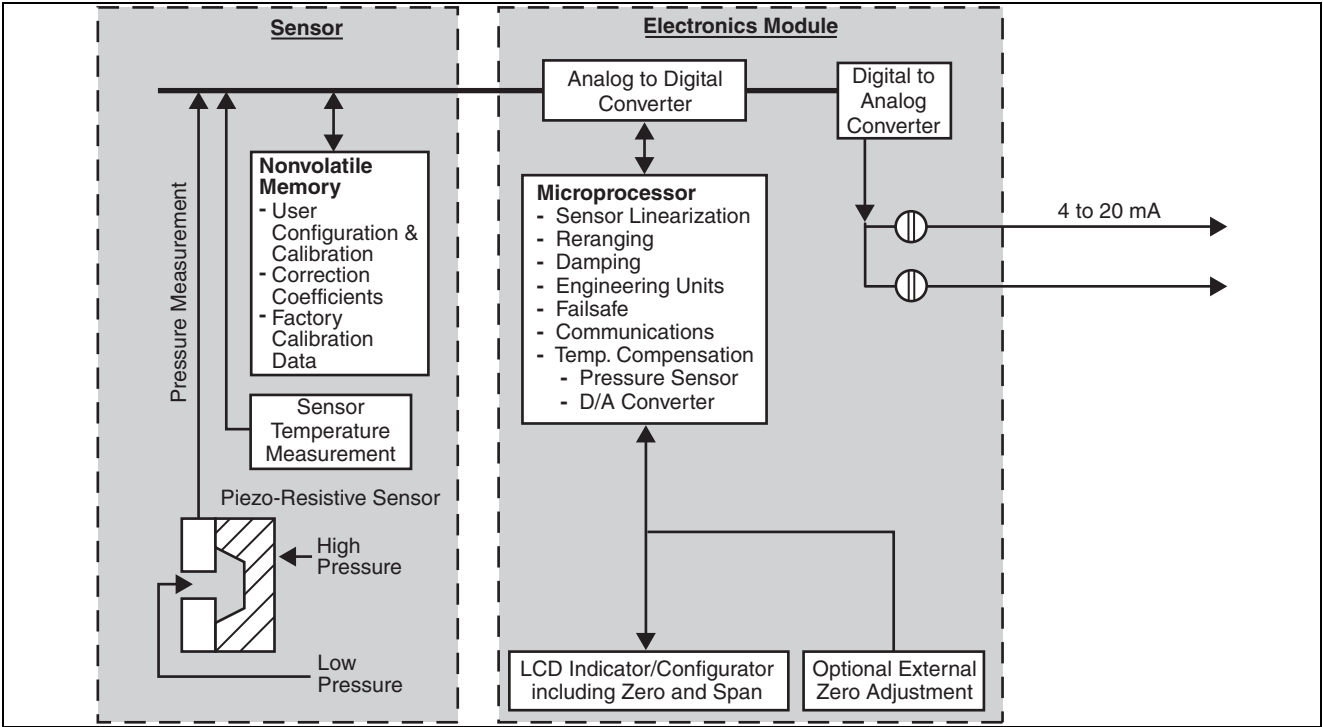 Sensor
Electronics Module
Analog to Digital
Converter
Digital to
Analog
Converter
Nonvolatile
Memory
- User
Configuration &
Calibration
- Correction
Coefficients
- Factory
Calibration
Data
Pressure Measurement
Microprocessor
- Sensor Linearization
- Reranging
- Damping
- Engineering Units
- Failsafe
- Communications
- Temp. Compensation
- Pressure Sensor
- D/A Converter
4 to 20 mA
Sensor
Temperature
Measurement
Piezo-Resistive Sensor
High
Pressure
Low
Pressure
LCD Indicator/Configurator
including Zero and Span
Optional External
Zero Adjustment